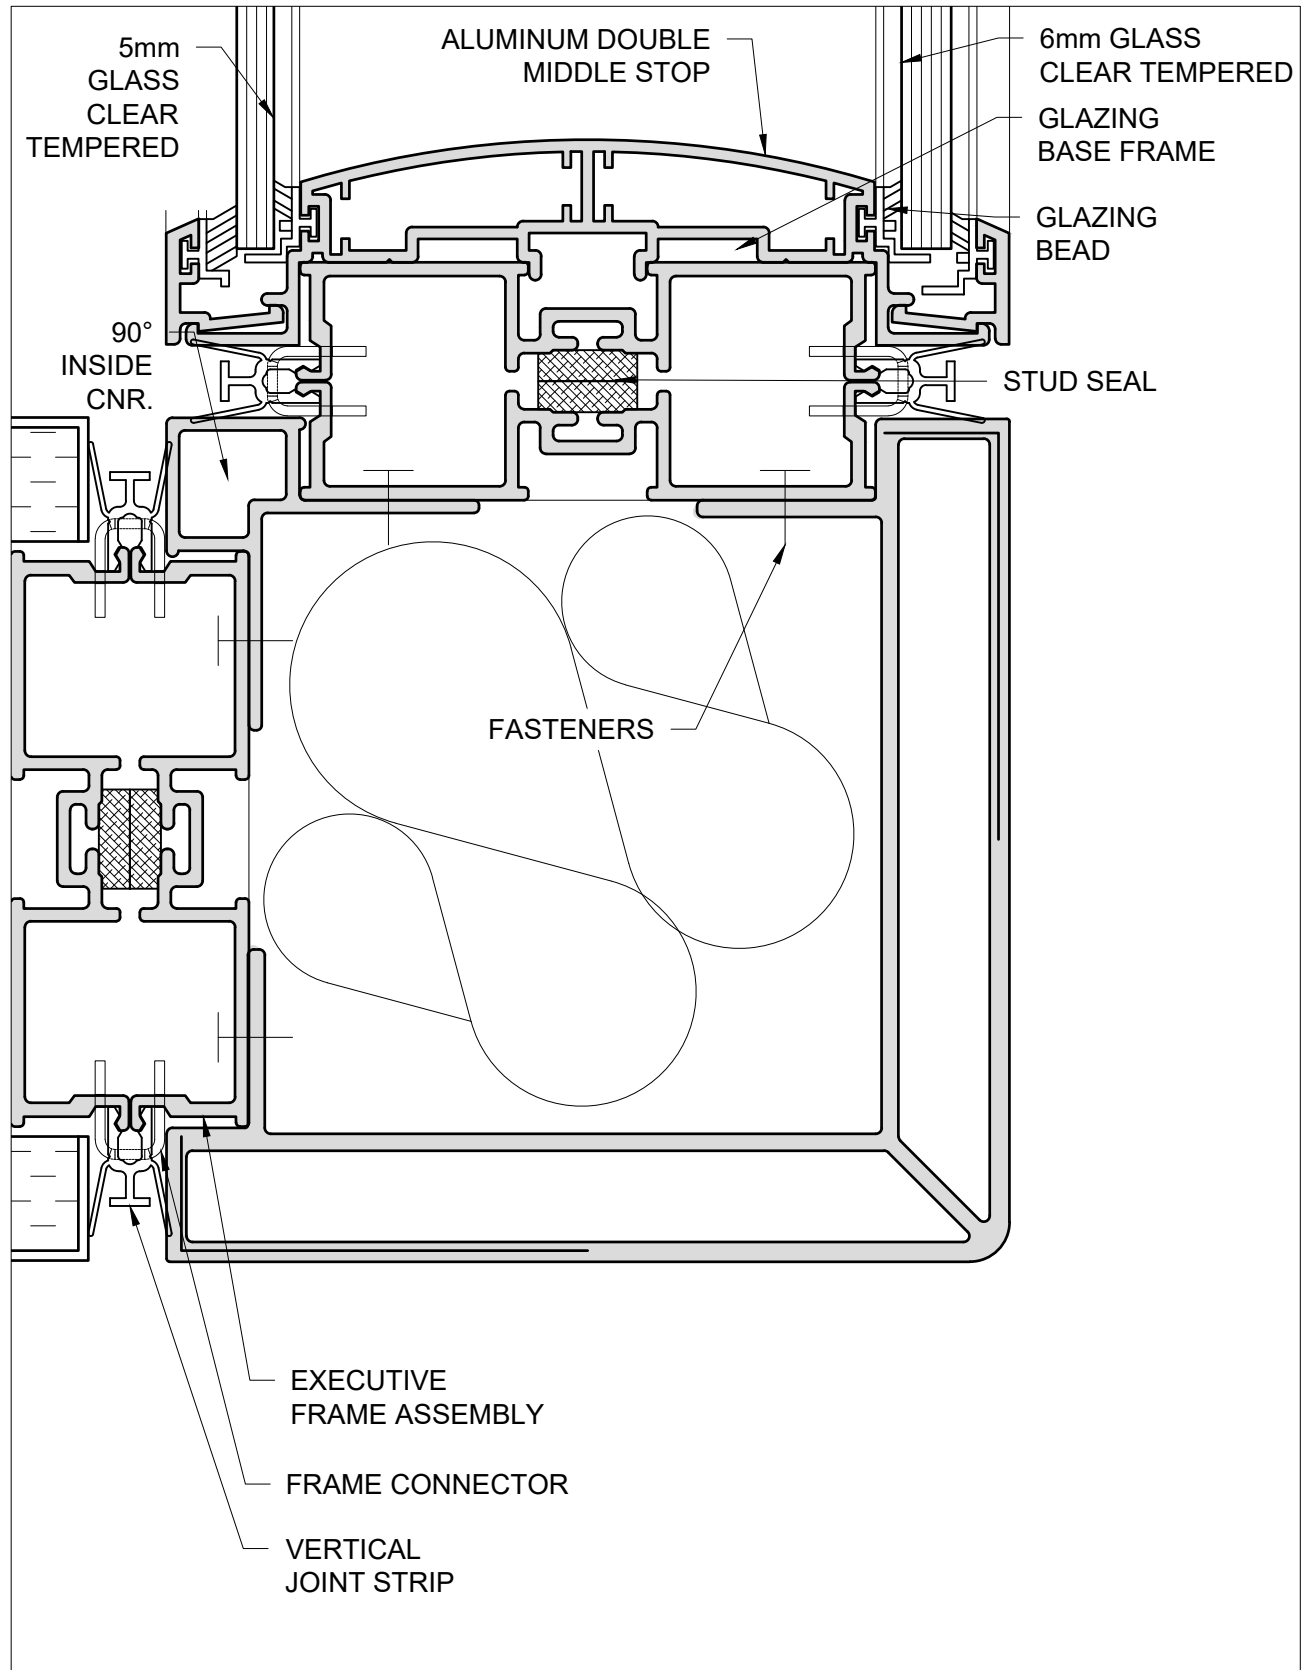 5mm
GLASS
CLEAR
TEMPERED
ALUMINUM DOUBLE
MIDDLE STOP
6mm GLASS
CLEAR TEMPERED
GLAZING
BASE FRAME
GLAZING
BEAD
90°
INSIDE
CNR.
STUD SEAL
FASTENERS
EXECUTIVE
FRAME ASSEMBLY
FRAME CONNECTOR
VERTICAL
JOINT STRIP